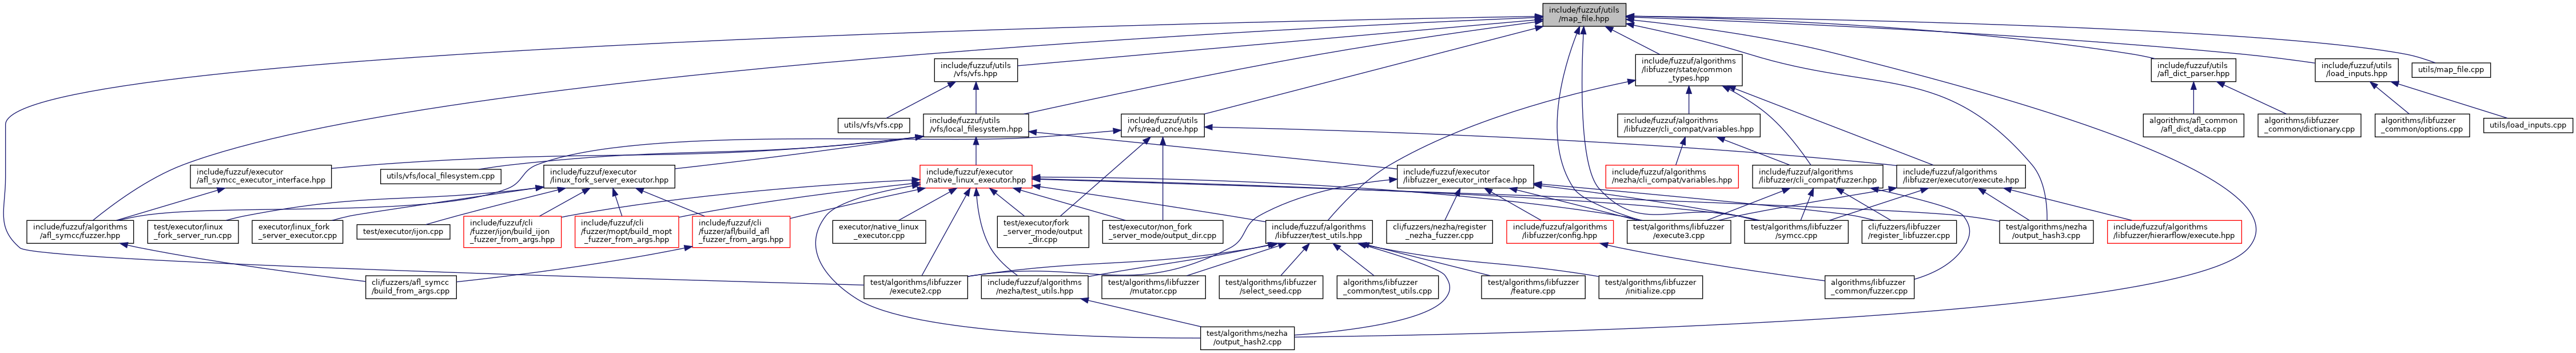 include/fuzzuf/utils
/map_file.hpp
include/fuzzuf/utils
/vfs/vfs.hpp
include/fuzzuf/algorithms
/libfuzzer/state/common
_types.hpp
include/fuzzuf/utils
/afl_dict_parser.hpp
include/fuzzuf/utils
/load_inputs.hpp
utils/map_file.cpp
utils/vfs/vfs.cpp
include/fuzzuf/utils
/vfs/local_filesystem.hpp
include/fuzzuf/utils
/vfs/read_once.hpp
include/fuzzuf/algorithms
/libfuzzer/cli_compat/variables.hpp
algorithms/afl_common
/afl_dict_data.cpp
algorithms/libfuzzer
_common/dictionary.cpp
algorithms/libfuzzer
_common/options.cpp
utils/load_inputs.cpp
include/fuzzuf/executor
/afl_symcc_executor_interface.hpp
utils/vfs/local_filesystem.cpp
include/fuzzuf/executor
/linux_fork_server_executor.hpp
include/fuzzuf/executor
/native_linux_executor.hpp
include/fuzzuf/executor
/libfuzzer_executor_interface.hpp
include/fuzzuf/algorithms
/nezha/cli_compat/variables.hpp
include/fuzzuf/algorithms
/libfuzzer/cli_compat/fuzzer.hpp
include/fuzzuf/algorithms
/libfuzzer/executor/execute.hpp
include/fuzzuf/algorithms
/afl_symcc/fuzzer.hpp
test/executor/linux
_fork_server_run.cpp
executor/linux_fork
_server_executor.cpp
test/executor/ijon.cpp
include/fuzzuf/cli
/fuzzer/ijon/build_ijon
_fuzzer_from_args.hpp
include/fuzzuf/cli
/fuzzer/mopt/build_mopt
_fuzzer_from_args.hpp
include/fuzzuf/cli
/fuzzer/afl/build_afl
_fuzzer_from_args.hpp
executor/native_linux
_executor.cpp
test/executor/fork
_server_mode/output
_dir.cpp
test/executor/non_fork
_server_mode/output_dir.cpp
include/fuzzuf/algorithms
/libfuzzer/test_utils.hpp
cli/fuzzers/nezha/register
_nezha_fuzzer.cpp
include/fuzzuf/algorithms
/libfuzzer/config.hpp
test/algorithms/libfuzzer
/execute3.cpp
test/algorithms/libfuzzer
/symcc.cpp
cli/fuzzers/libfuzzer
/register_libfuzzer.cpp
test/algorithms/nezha
/output_hash3.cpp
include/fuzzuf/algorithms
/libfuzzer/hierarflow/execute.hpp
cli/fuzzers/afl_symcc
/build_from_args.cpp
test/algorithms/libfuzzer
/execute2.cpp
include/fuzzuf/algorithms
/nezha/test_utils.hpp
test/algorithms/libfuzzer
/mutator.cpp
test/algorithms/libfuzzer
/select_seed.cpp
algorithms/libfuzzer
_common/test_utils.cpp
test/algorithms/libfuzzer
/feature.cpp
test/algorithms/libfuzzer
/initialize.cpp
algorithms/libfuzzer
_common/fuzzer.cpp
test/algorithms/nezha
/output_hash2.cpp